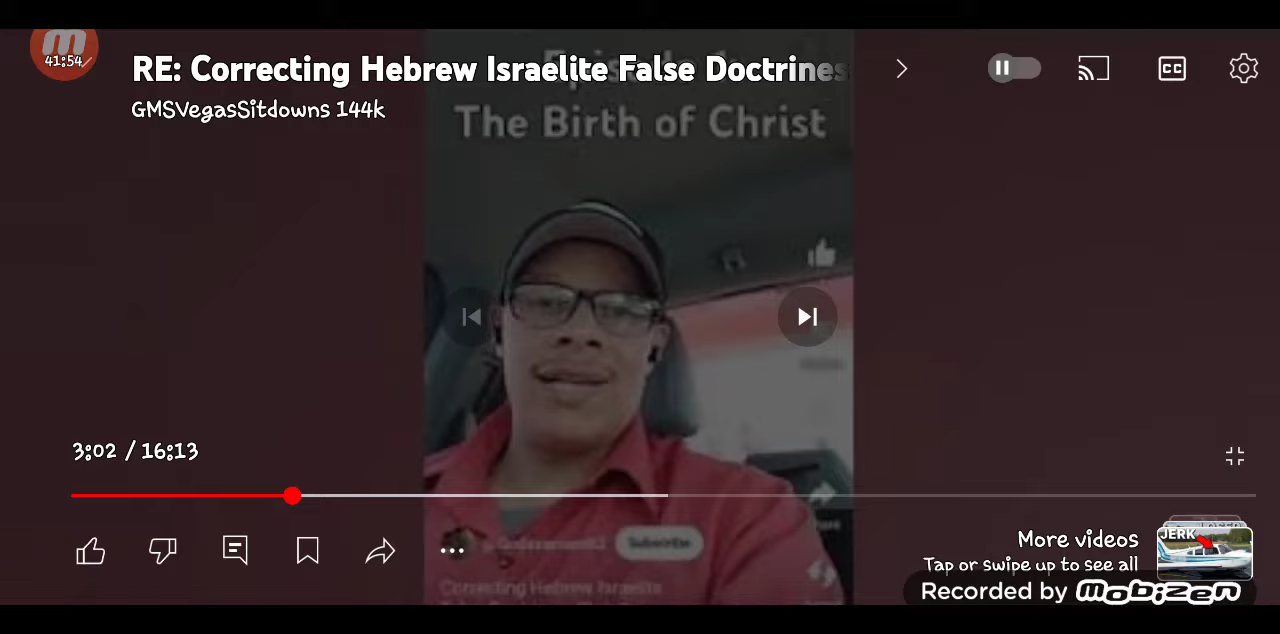 41:54
RE: Correcting Hebrew Israelite False Doctrines
GMSVegasSitdowns 144k
The Birth of Christ
CC
3:02 / 16:13
Subscribe
Correcting Hebrew Israelite
More videos
JERK
Tap or swipe up to see all
Recorded by MOBIZEN